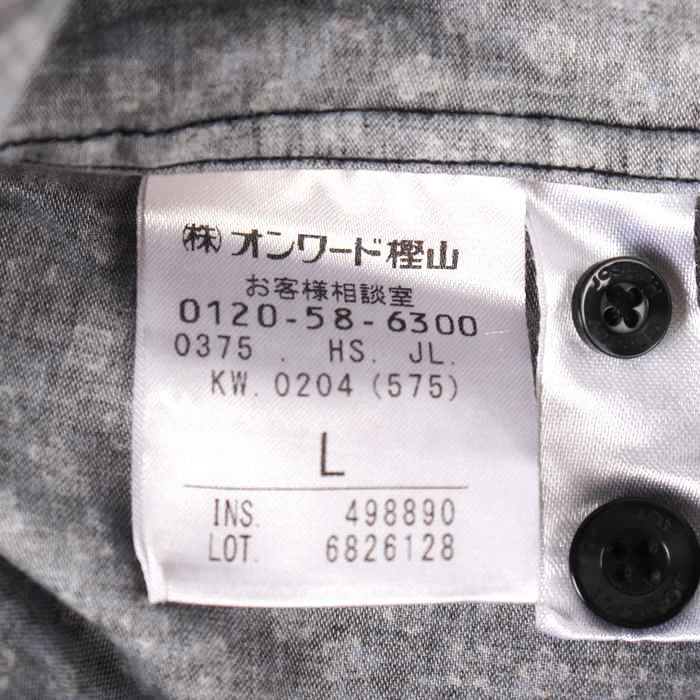 ㈱オンワード樫山
お客様相談室
0120-58-6300
0375 . HS. JL.
KW. 0204 (575)
L
INS. 498890
LOT. 6826128